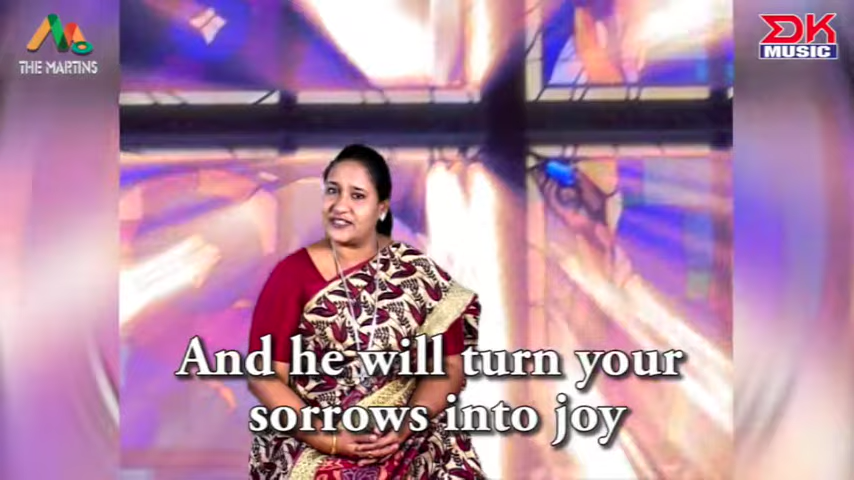 THE MARTINS
DK
MUSIC
And he will turn your
sorrows into joy